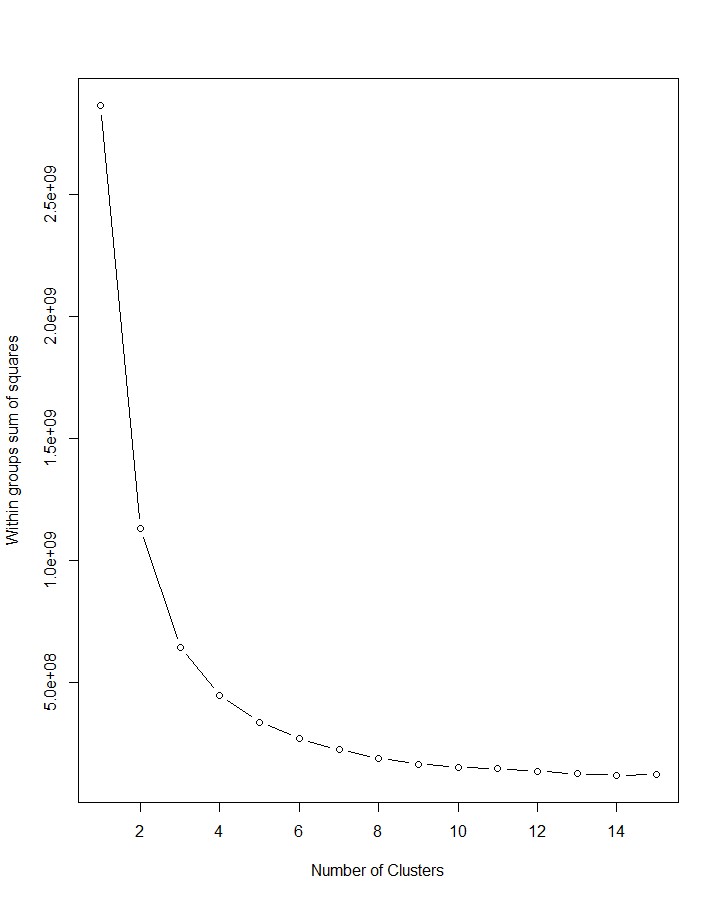 Within groups sum of squares
2.5e+09
2.0e+09
1.5e+09
1.0e+09
5.0e+08
2 4 6 8 10 12 14
Number of Clusters